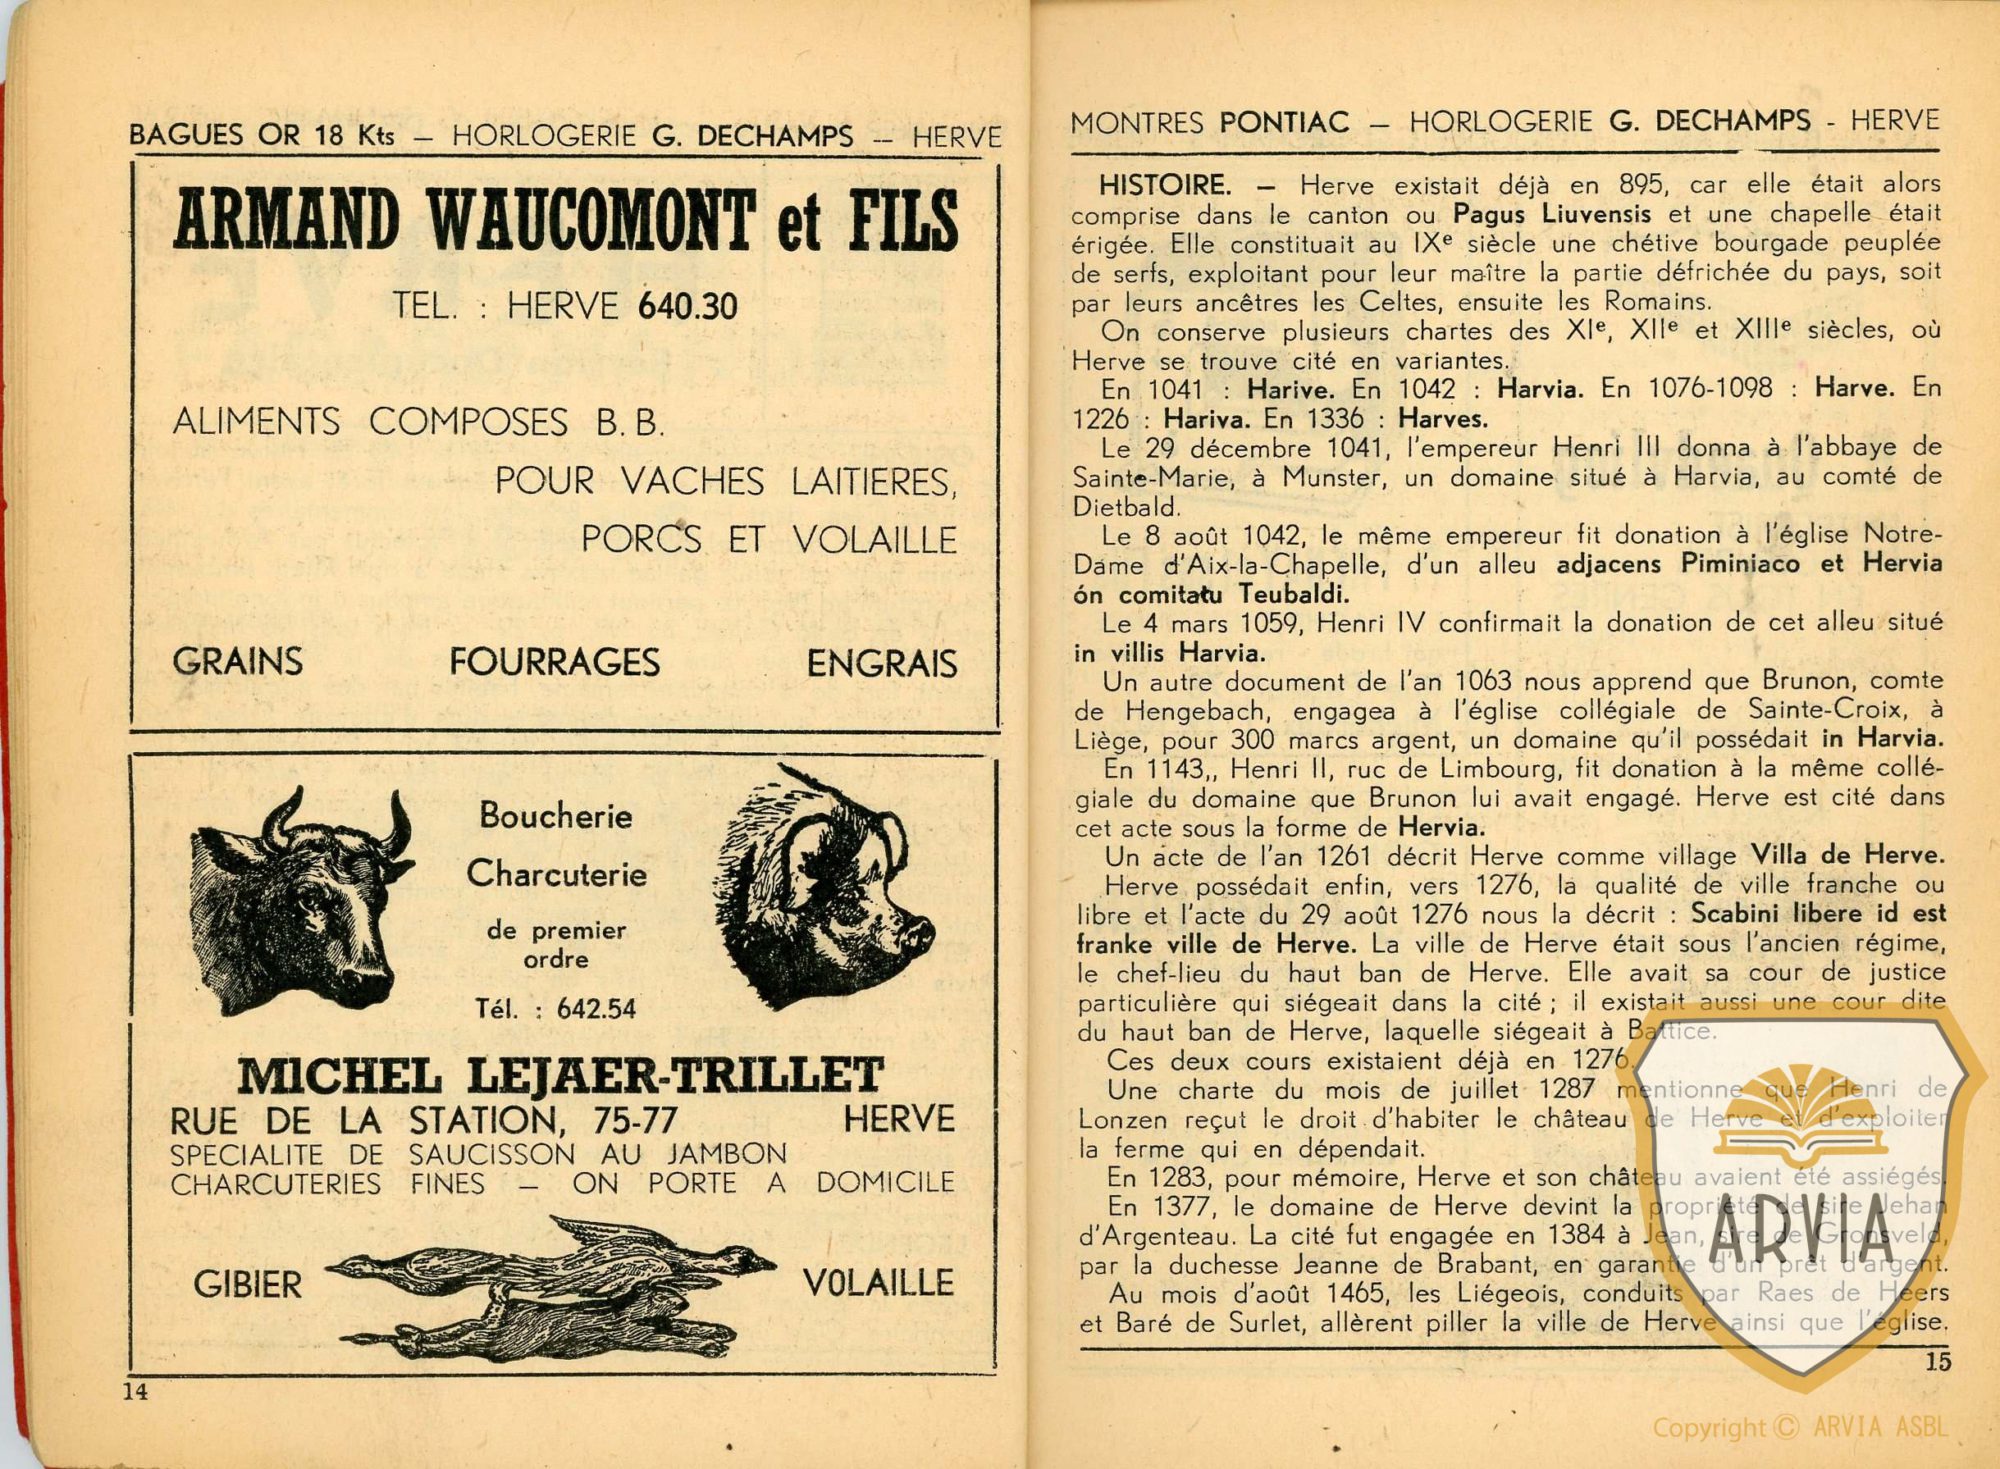 BAGUES OR 18 Kts — HORLOGERIE G. DECHAMPS — HERVE
ARMAND WAUCOMONT et FILS
TEL. : HERVE 640.30
ALIMENTS COMPOSES B. B.
POUR VACHES LAITIERES,
PORCS ET VOLAILLE
GRAINS FOURRAGES ENGRAIS
Boucherie
Charcuterie
de premier
ordre
Tél. : 642.54
MICHEL LEJAER-TRILLET
RUE DE LA STATION, 75-77 HERVE
SPECIALITE DE SAUCISSON AU JAMBON
CHARCUTERIES FINES — ON PORTE A DOMICILE
GIBIER VOLAILLE
14
MONTRES PONTIAC — HORLOGERIE G. DECHAMPS - HERVE
HISTOIRE. — Herve existait déjà en 895, car elle était alors
comprise dans le canton ou Pagus Liuvensis et une chapelle était
érigée. Elle constituait au IXe siècle une chétive bourgade peuplée
de serfs, exploitant pour leur maître la partie défrichée du pays, soit
par leurs ancêtres les Celtes, ensuite les Romains.
On conserve plusieurs chartes des XIe, XIIe et XIIIe siècles, où
Herve se trouve cité en variantes.
En 1041 : Harive. En 1042 : Harvia. En 1076-1098 : Harve. En
1226 : Hariva. En 1336 : Harves.
Le 29 décembre 1041, l'empereur Henri III donna à l'abbaye de
Sainte-Marie, à Munster, un domaine situé à Harvia, au comté de
Dietbald.
Le 8 août 1042, le même empereur fit donation à l'église Notre-
Dame d'Aix-la-Chapelle, d'un alleu adjacens Piminiaco et Hervia
ón comitatu Teubaldi.
Le 4 mars 1059, Henri IV confirmait la donation de cet alleu situé
in villis Harvia.
Un autre document de l'an 1063 nous apprend que Brunon, comte
de Hengebach, engagea à l'église collégiale de Sainte-Croix, à
Liège, pour 300 marcs argent, un domaine qu'il possédait in Harvia.
En 1143,, Henri II, ruc de Limbourg, fit donation à la même collé-
giale du domaine que Brunon lui avait engagé. Herve est cité dans
cet acte sous la forme de Hervia.
Un acte de l'an 1261 décrit Herve comme village Villa de Herve.
Herve possédait enfin, vers 1276, la qualité de ville franche ou
libre et l'acte du 29 août 1276 nous la décrit : Scabini libere id est
franke ville de Herve. La ville de Herve était sous l'ancien régime,
le chef-lieu du haut ban de Herve. Elle avait sa cour de justice
particulière qui siégeait dans la cité ; il existait aussi une cour dite
du haut ban de Herve, laquelle siégeait à Battice.
Ces deux cours existaient déjà en 1276.
Une charte du mois de juillet 1287 mentionne que Henri de
Lonzen reçut le droit d'habiter le château de Herve et d'exploiter
la ferme qui en dépendait.
En 1283, pour mémoire, Herve et son château avaient été assiégés.
En 1377, le domaine de Herve devint la propriété de sire Jehan
d'Argenteau. La cité fut engagée en 1384 à Jean, sire de Gronsveld,
par la duchesse Jeanne de Brabant, en garantie d'un prêt d'argent.
Au mois d'août 1465, les Liégeois, conduits par Raes de Heers
et Baré de Surlet, allèrent piller la ville de Herve ainsi que l'église.
15
ARVIA
Copyright © ARVIA ASBL